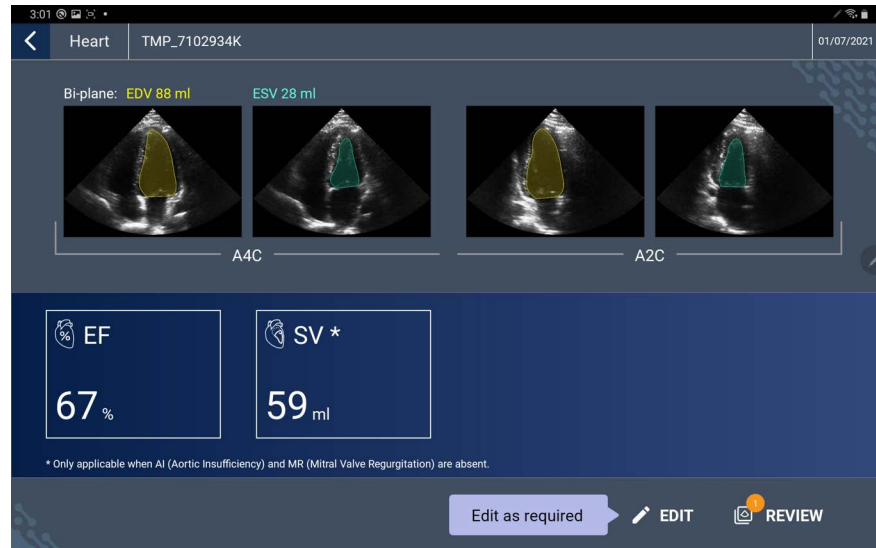 3:01
Heart TMP_7102934K 01/07/2021
Bi-plane: EDV 88 ml ESV 28 ml
A4C A2C
% EF
67 %
SV *
59 ml
* Only applicable when AI (Aortic Insufficiency) and MR (Mitral Valve Regurgitation) are absent.
Edit as required EDIT 1 REVIEW